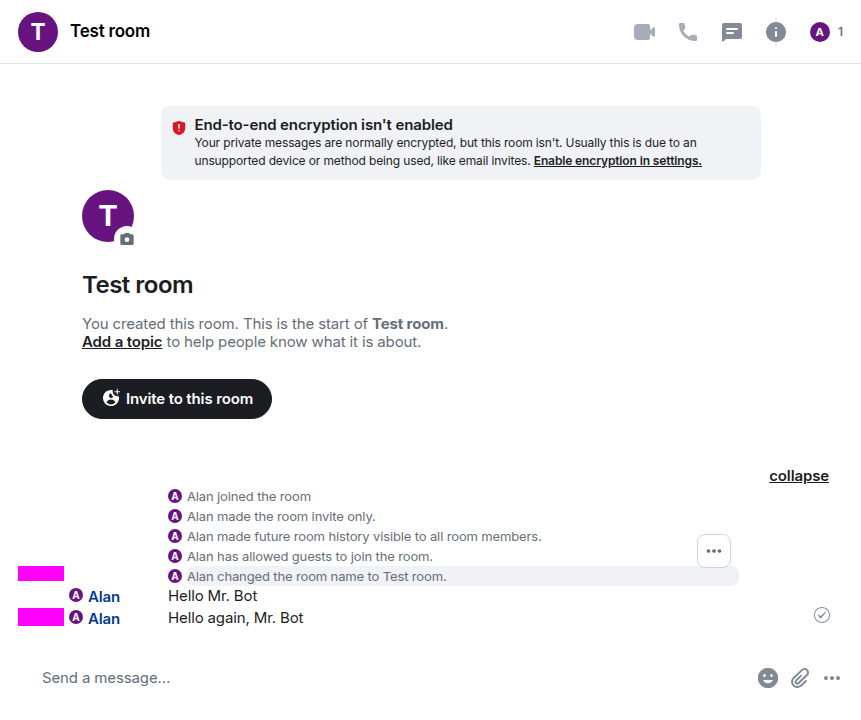 T Test room A 1
End-to-end encryption isn't enabled
Your private messages are normally encrypted, but this room isn't. Usually this is due to an
unsupported device or method being used, like email invites. Enable encryption in settings.
T
Test room
You created this room. This is the start of Test room.
Add a topic to help people know what it is about.
Invite to this room
collapse
A Alan joined the room
A Alan made the room invite only.
A Alan made future room history visible to all room members.
A Alan has allowed guests to join the room.
A Alan changed the room name to Test room.
A Alan Hello Mr. Bot
A Alan Hello again, Mr. Bot
Send a message...